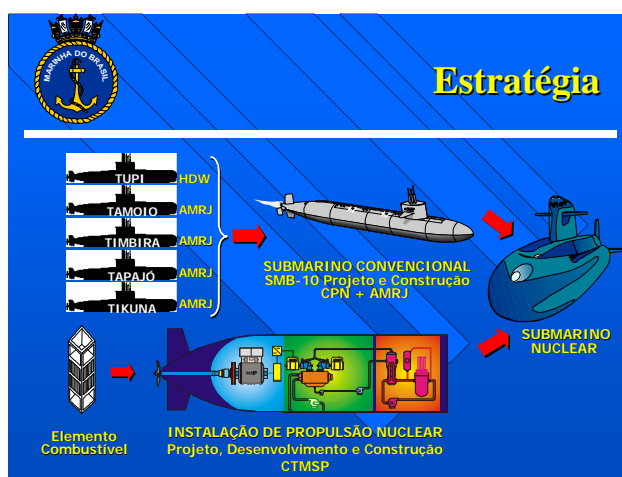 MARINHA DO BRASIL
Estratégia
TUPI HDW
TAMOIO AMRJ
TIMBIRA AMRJ
TAPAJÓ AMRJ
TIKUNA AMRJ
SUBMARINO CONVENCIONAL
SMB-10 Projeto e Construção
CPN + AMRJ
SUBMARINO
NUCLEAR
MEP
Elemento
Combustível
INSTALAÇÃO DE PROPULSÃO NUCLEAR
Projeto, Desenvolvimento e Construção
CTMSP